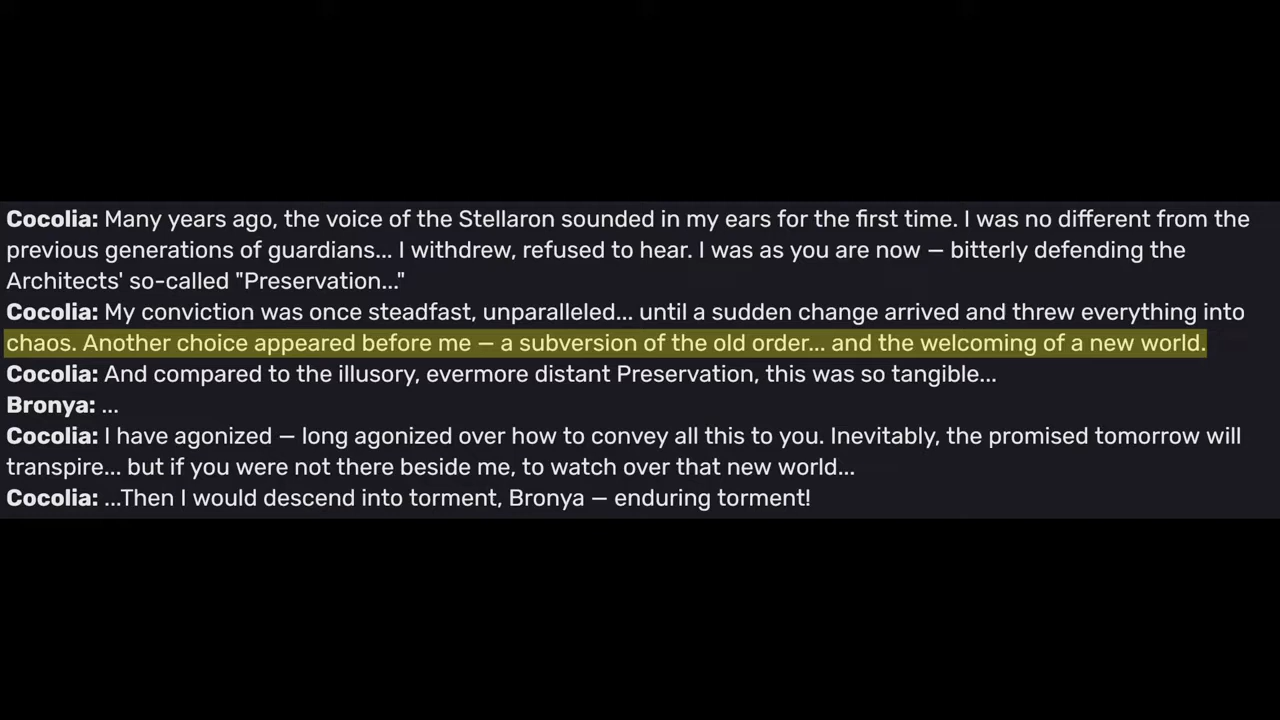 Cocolia: Many years ago, the voice of the Stellaron sounded in my ears for the first time. I was no different from the
previous generations of guardians... I withdrew, refused to hear. I was as you are now — bitterly defending the
Architects' so-called "Preservation..."
Cocolia: My conviction was once steadfast, unparalleled... until a sudden change arrived and threw everything into
chaos. Another choice appeared before me — a subversion of the old order... and the welcoming of a new world.
Cocolia: And compared to the illusory, evermore distant Preservation, this was so tangible...
Bronya: ...
Cocolia: I have agonized — long agonized over how to convey all this to you. Inevitably, the promised tomorrow will
transpire... but if you were not there beside me, to watch over that new world...
Cocolia: ...Then I would descend into torment, Bronya — enduring torment!